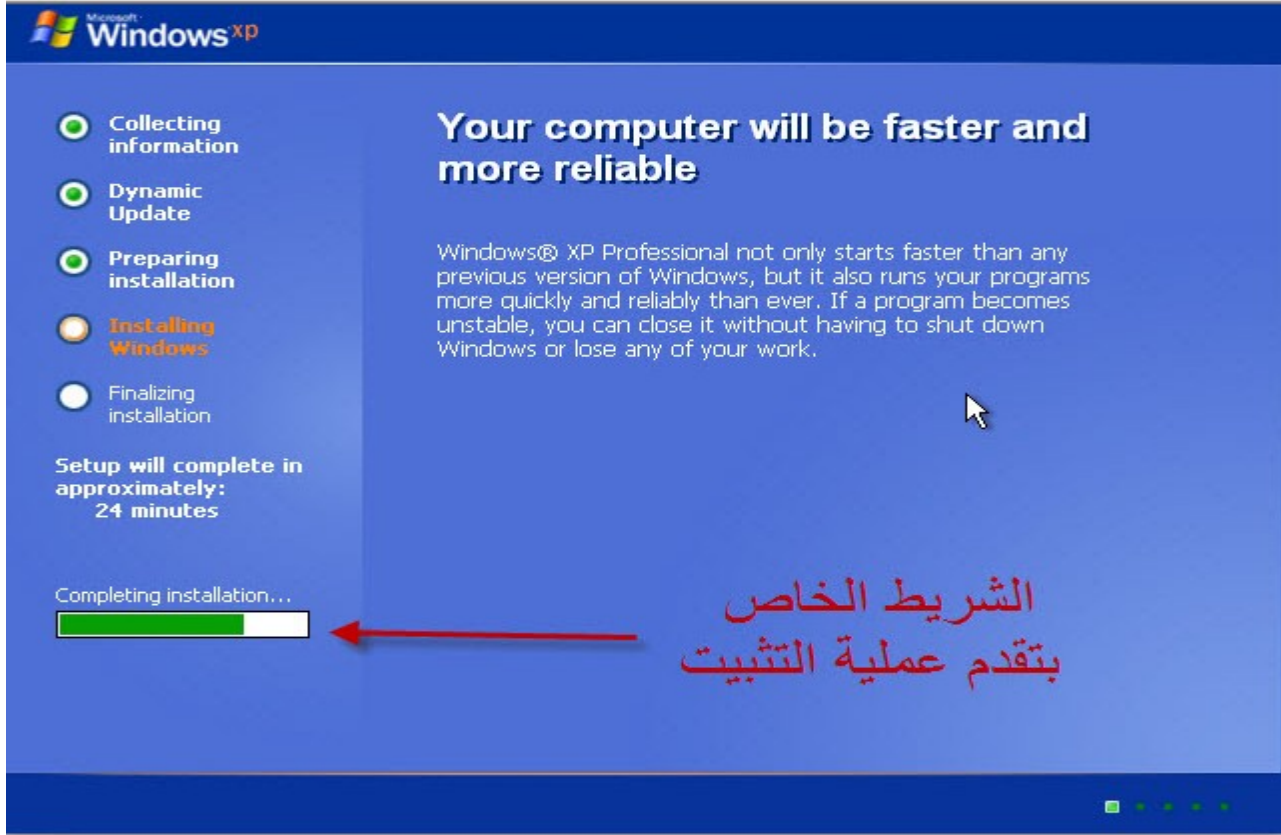 Microsoft
Windows xp
Collecting
information
Dynamic
Update
Preparing
installation
Installing
Windows
Finalizing
installation
Setup will complete in
approximately:
24 minutes
Completing installation...
Your computer will be faster and
more reliable
Windows® XP Professional not only starts faster than any
previous version of Windows, but it also runs your programs
more quickly and reliably than ever. If a program becomes
unstable, you can close it without having to shut down
Windows or lose any of your work.
الشريط الخاص
بتقدم عملية التثبيت